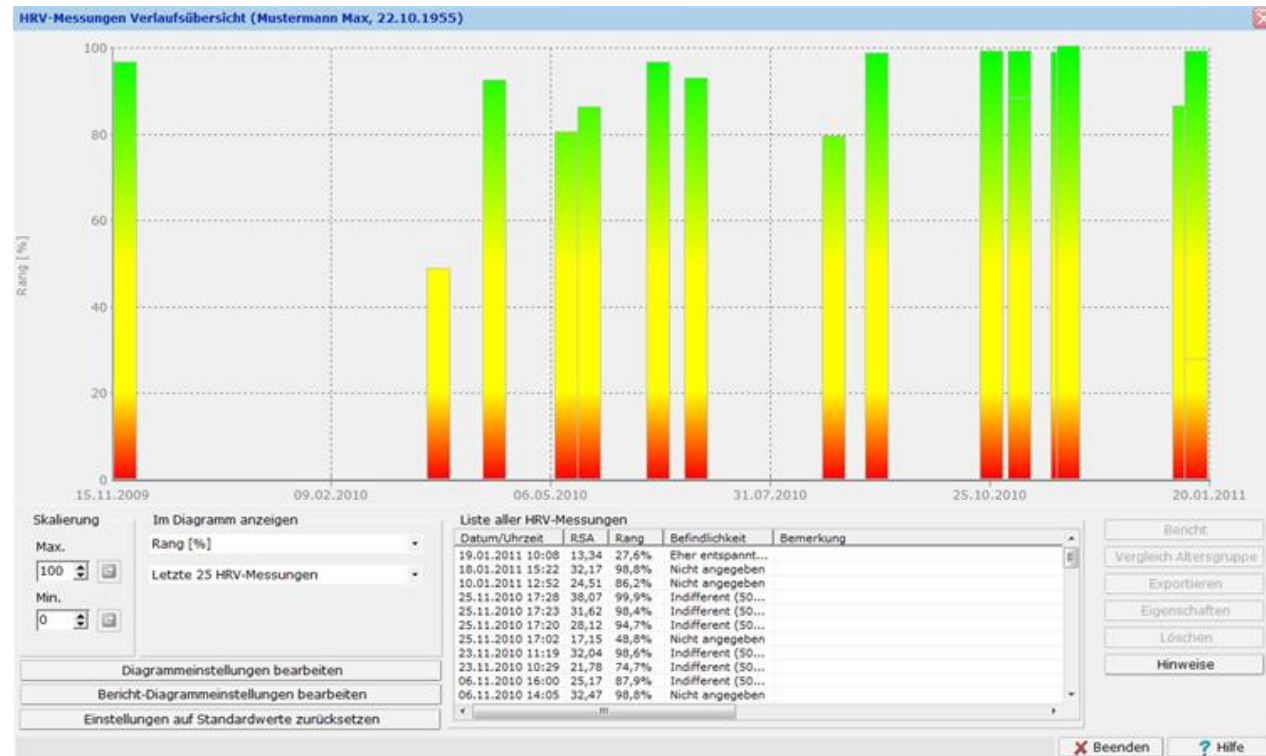 HRV-Messungen Verlaufsübersicht (Mustermann Max, 22.10.1955)
100
80
60
40
20
0
Rang [%]
15.11.2009 09.02.2010 06.05.2010 31.07.2010 25.10.2010 20.01.2011
Skalierung
Max.
100
Min.
0
Im Diagramm anzeigen
Rang [%]
Letzte 25 HRV-Messungen
Diagrammeinstellungen bearbeiten
Bericht-Diagrammeinstellungen bearbeiten
Einstellungen auf Standardwerte zurücksetzen
Liste aller HRV-Messungen
Datum/Uhrzeit RSA Rang Befindlichkeit Bemerkung
19.01.2011 10:08 13,34 27,6% Eher entspannt...
18.01.2011 15:22 32,17 98,8% Nicht angegeben
10.01.2011 12:52 24,51 86,2% Nicht angegeben
25.11.2010 17:28 38,07 99,9% Indifferent (50...
25.11.2010 17:23 31,62 98,4% Indifferent (50...
25.11.2010 17:20 28,12 94,7% Indifferent (50...
25.11.2010 17:02 17,15 48,8% Nicht angegeben
23.11.2010 11:19 32,04 98,6% Indifferent (50...
23.11.2010 10:29 21,78 74,7% Indifferent (50...
06.11.2010 16:00 25,17 87,9% Indifferent (50...
06.11.2010 14:05 32,47 98,8% Nicht angegeben
Bericht
Vergleich Altersgruppe
Exportieren
Eigenschaften
Löschen
Hinweise
Beenden
? Hilfe